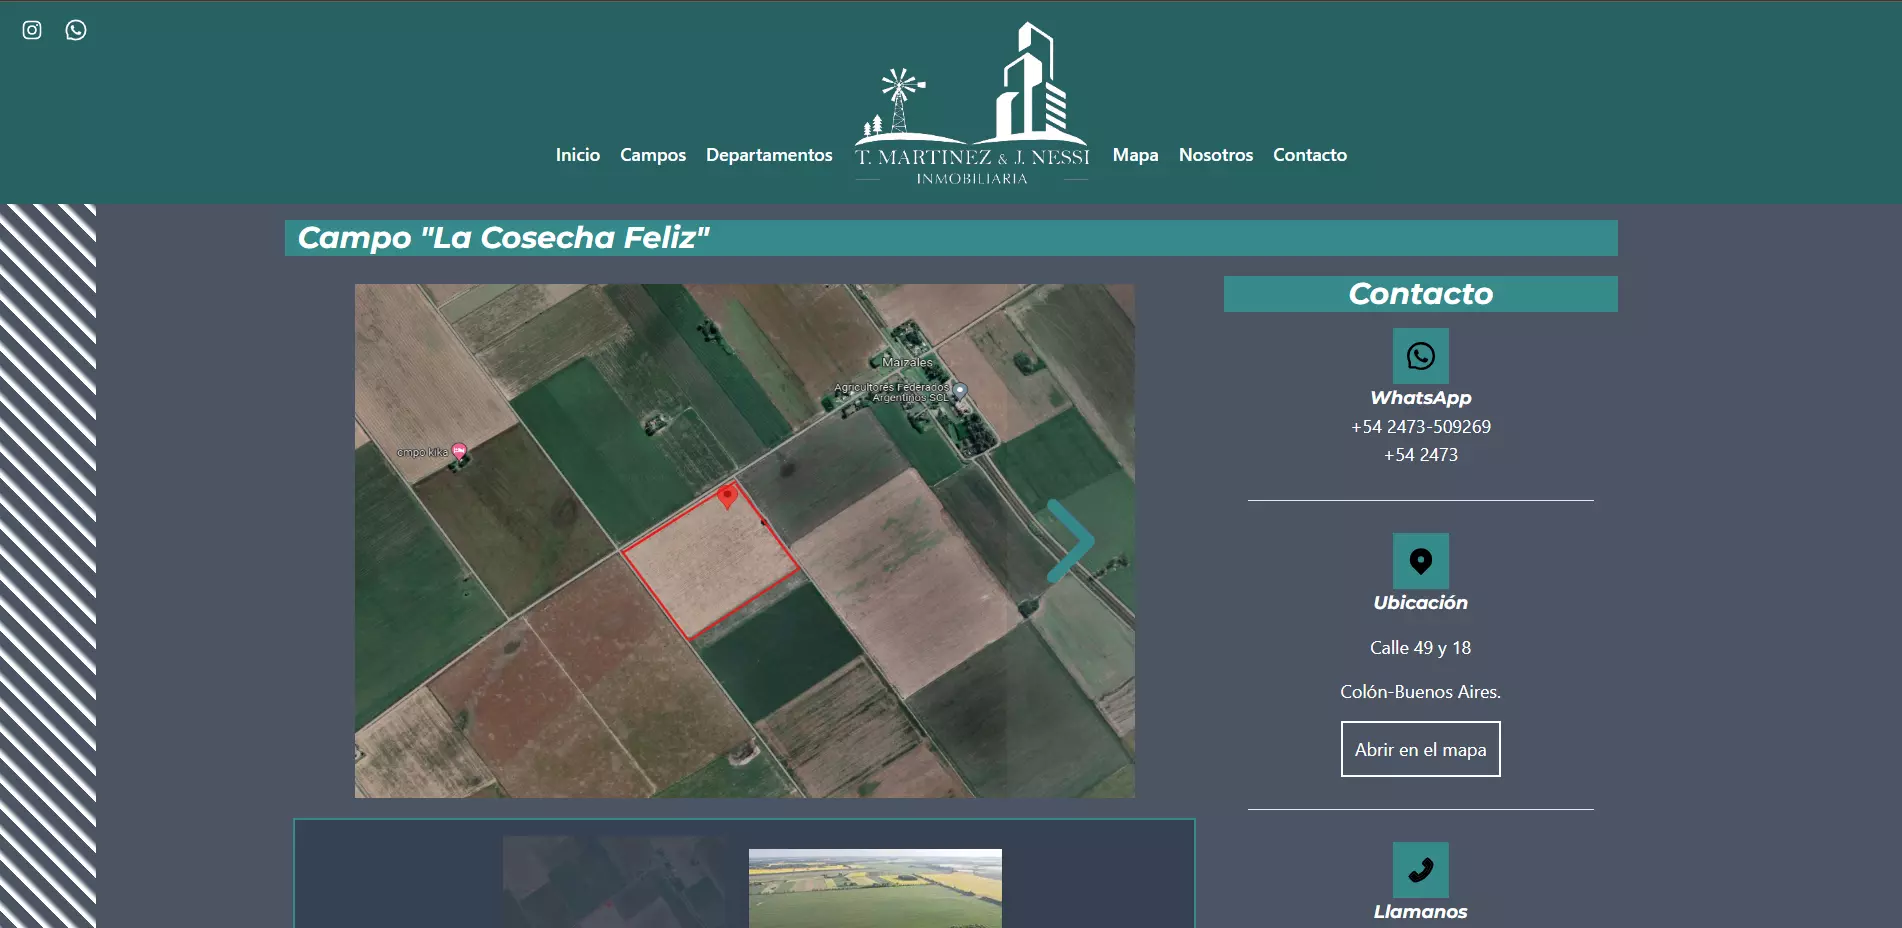 Inicio
Campos
Departamentos
T. MARTINEZ & J. NESSI
INMOBILIARIA
Mapa
Nosotros
Contacto
Campo "La Cosecha Feliz"
Maizales
Agricultores Federados
Argentinos SCL
cmpo kika
Contacto
WhatsApp
+54 2473-509269
+54 2473
Ubicación
Calle 49 y 18
Colón-Buenos Aires.
Abrir en el mapa
Llamanos